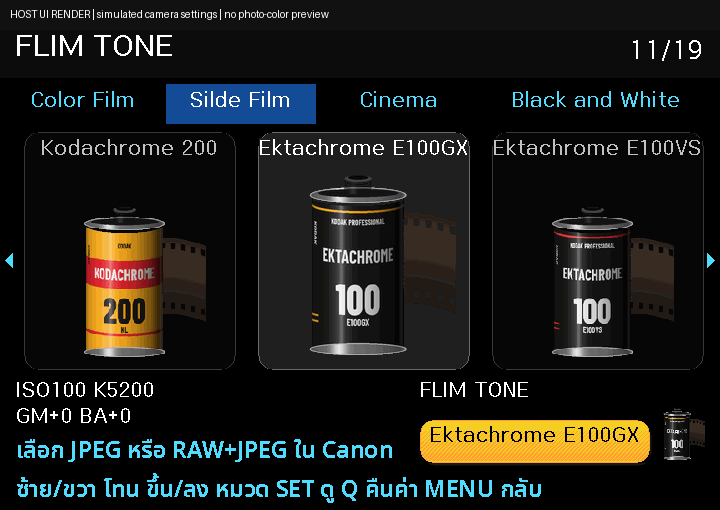 HOST UI RENDER | simulated camera settings | no photo-color preview
FLIM TONE
11/19
Color Film
Silde Film
Cinema
Black and White
Kodachrome 200
Ektachrome E100GX
Ektachrome E100VS
KODAK
KODACHROME
200
KODAK PROFESSIONAL
KODAK
EKTACHROME
100
E100GX
KODAK PROFESSIONAL
EKTACHROME
100
E100VS
ISO100 K5200
GM+0 BA+0
FLIM TONE
Ektachrome E100GX
เลือก JPEG หรือ RAW+JPEG ใน Canon
ซ้าย/ขวา โทน ขึ้น/ลง หมวด SET ดู Q คืนค่า MENU กลับ